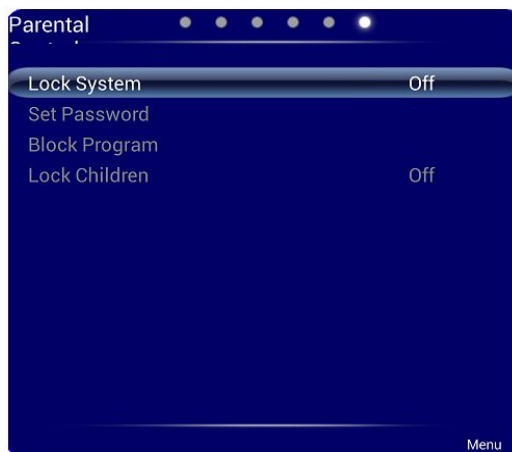 Parental
Lock System Off
Set Password
Block Program
Lock Children Off
Menu